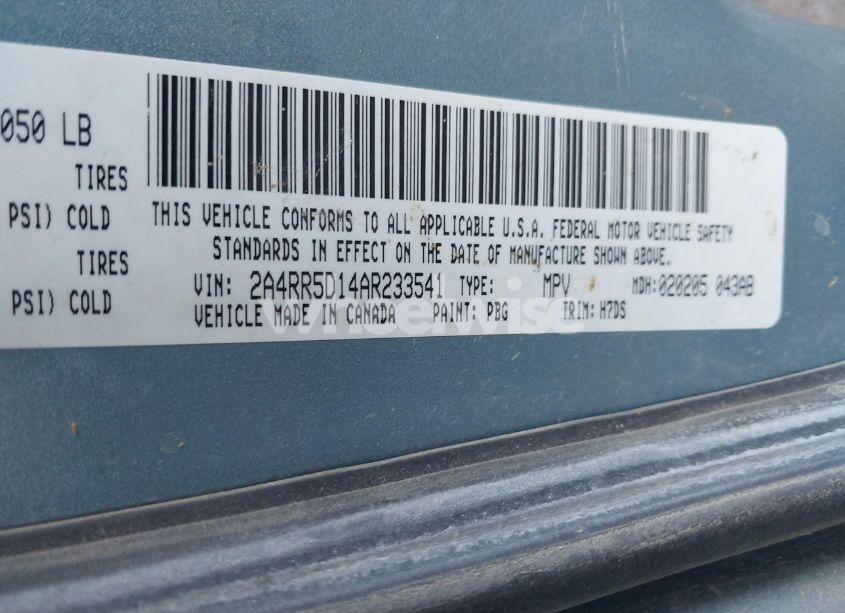 050 LB
TIRES
PSI) COLD
TIRES
PSI) COLD
THIS VEHICLE CONFORMS TO ALL APPLICABLE U.S.A. FEDERAL MOTOR VEHICLE SAFETY
STANDARDS IN EFFECT ON THE DATE OF MANUFACTURE SHOWN ABOVE.
VIN: 2A4RR5D14AR233541 TYPE: MPV MDH:020205 043AB
VEHICLE MADE IN CANADA PAINT: PBG TRIM: H7DS
wheelwise